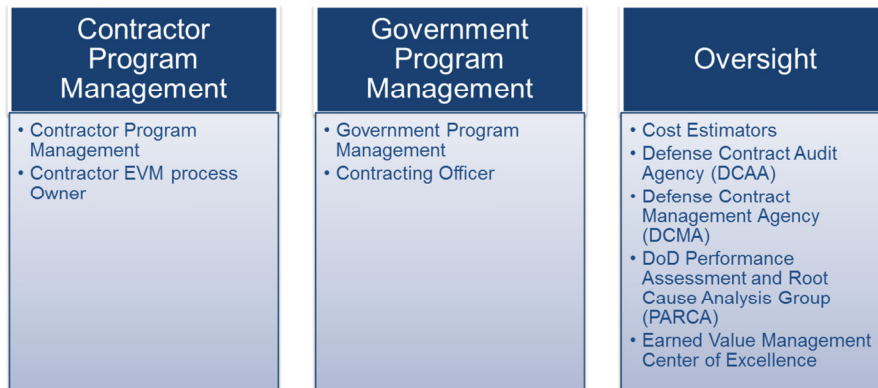 Contractor
Program
Management
• Contractor Program
Management
• Contractor EVM process
Owner
Government
Program
Management
• Government Program
Management
• Contracting Officer
Oversight
• Cost Estimators
• Defense Contract Audit
Agency (DCAA)
• Defense Contract
Management Agency
(DCMA)
• DoD Performance
Assessment and Root
Cause Analysis Group
(PARCA)
• Earned Value Management
Center of Excellence